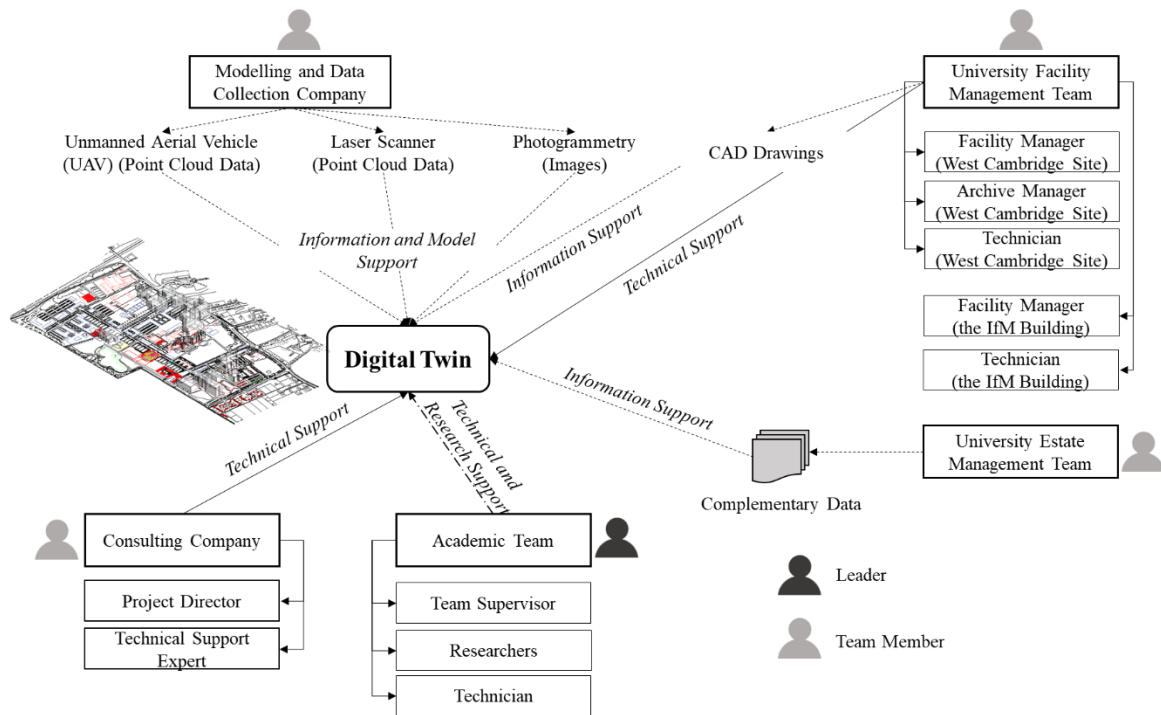 Modelling and Data
Collection Company
Unmanned Aerial Vehicle
(UAV) (Point Cloud Data)
Laser Scanner
(Point Cloud Data)
Photogrammetry
(Images)
Information and Model
Support
University Facility
Management Team
CAD Drawings
Facility Manager
(West Cambridge Site)
Archive Manager
(West Cambridge Site)
Technician
(West Cambridge Site)
Facility Manager
(the IfM Building)
Technician
(the IfM Building)
Information Support
Technical Support
Digital Twin
Information Support
University Estate
Management Team
Complementary Data
Technical Support
Technical and
Research Support
Consulting Company
Project Director
Technical Support
Expert
Academic Team
Team Supervisor
Researchers
Technician
Leader
Team Member